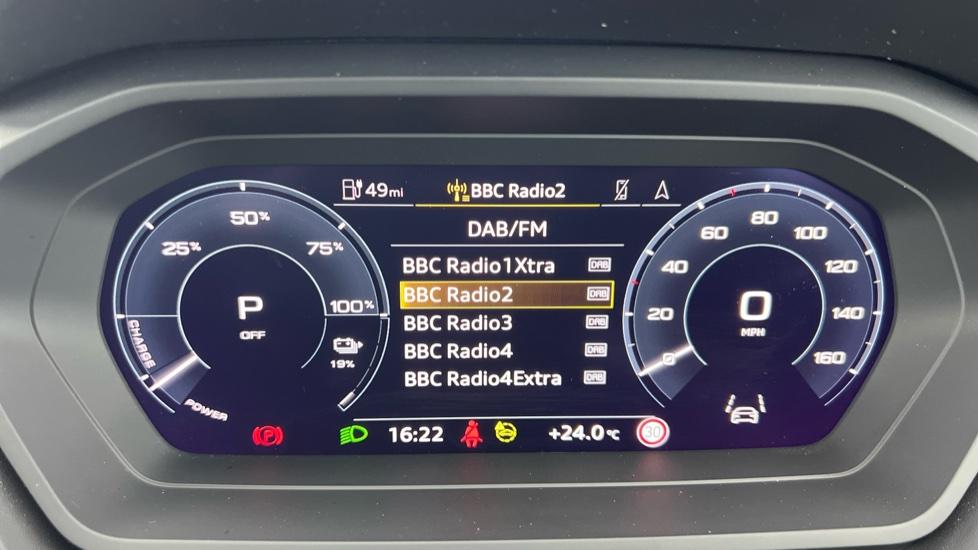 49mi BBC Radio2
DAB/FM
BBC Radio1Xtra DAB
BBC Radio2 DAB
BBC Radio3 DAB
BBC Radio4 DAB
BBC Radio4Extra DAB
25% 50% 75% 100%
P
OFF
CHARGE
POWER
19%
0 20 40 60 80 100 120 140 160
0
MPH
P
16:22
+24.0°C
30